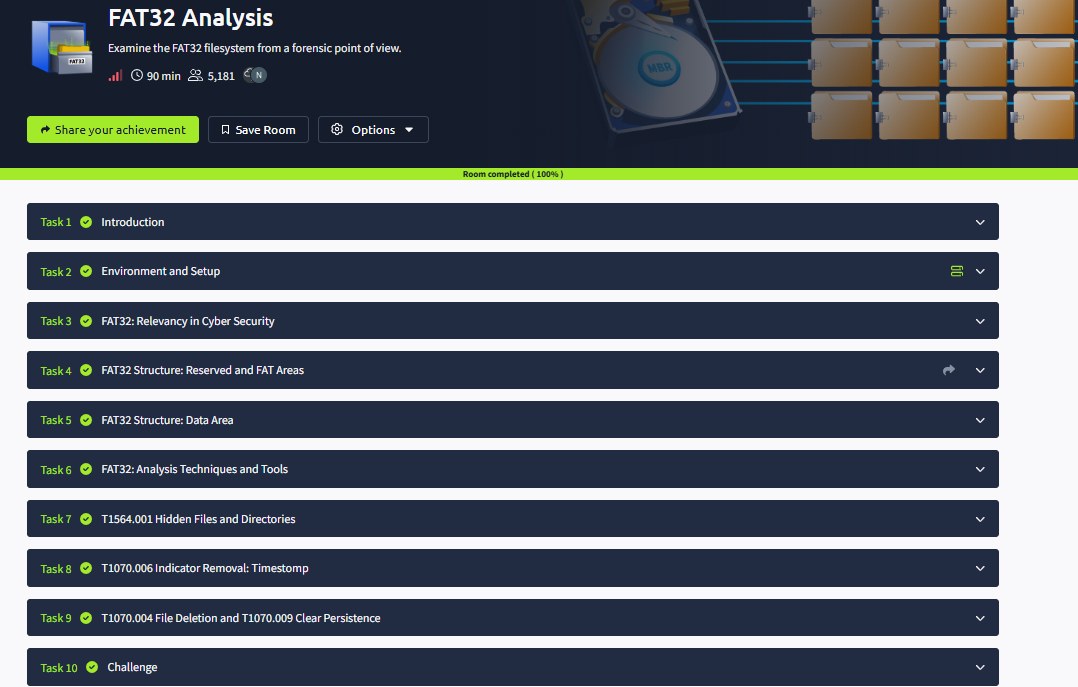 FAT32 Analysis
Examine the FAT32 filesystem from a forensic point of view.
FAT32
90 min 5,181 C N
MBR
Share your achievement Save Room Options
Room completed ( 100% )
Task 1 Introduction
Task 2 Environment and Setup
Task 3 FAT32: Relevancy in Cyber Security
Task 4 FAT32 Structure: Reserved and FAT Areas
Task 5 FAT32 Structure: Data Area
Task 6 FAT32: Analysis Techniques and Tools
Task 7 T1564.001 Hidden Files and Directories
Task 8 T1070.006 Indicator Removal: Timestomp
Task 9 T1070.004 File Deletion and T1070.009 Clear Persistence
Task 10 Challenge